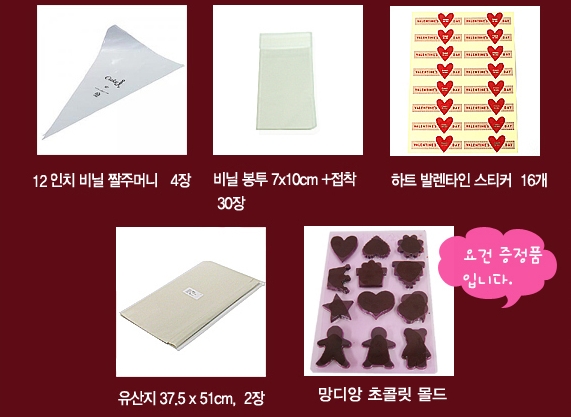 12 인치 비닐 짤주머니 4장
비닐 봉투 7x10cm +접착
30장
하트 발렌타인 스티커 16개
요건 증정품
입니다.
유산지 37,5 x 51cm, 2장
망디앙 초콜릿 몰드